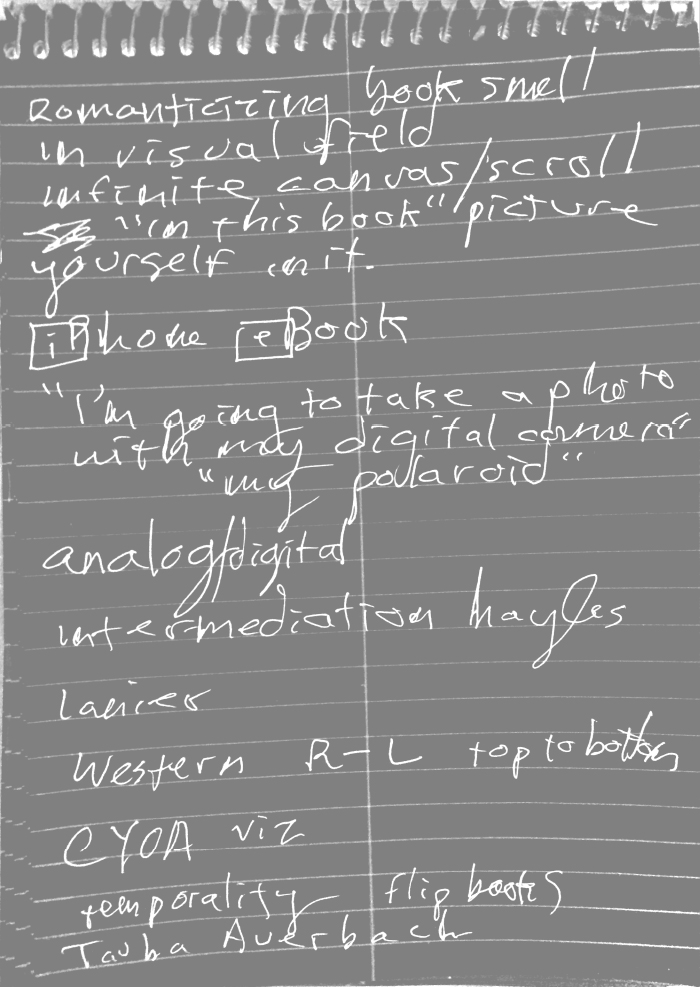 Romanticizing book smell
in visual field
infinite canvas/scroll
"in this book" picture
yourself in it.
iPhone eBook
"I'm going to take a photo
with my digital camera"
"my polaroid"
analog/digital
intermediation hayles
Lanier
Western R-L top to bottom
CYOA viz
temporality flip books
Tauba Auerbach